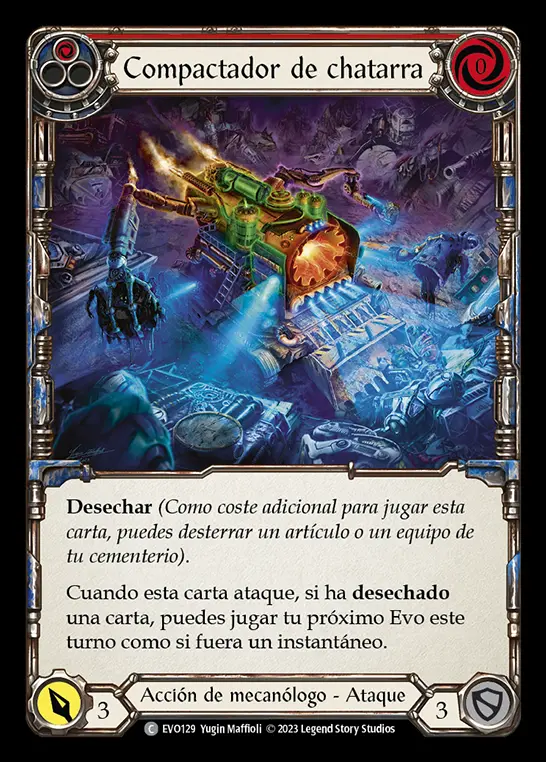 Compactador de chatarra
0
Desechar (Como coste adicional para jugar esta
carta, puedes desterrar un artículo o un equipo de
tu cementerio).
Cuando esta carta ataque, si ha desechado
una carta, puedes jugar tu próximo Evo este
turno como si fuera un instantáneo.
3
Acción de mecanólogo - Ataque
3
C EVO129 Yugin Maffioli © 2023 Legend Story Studios